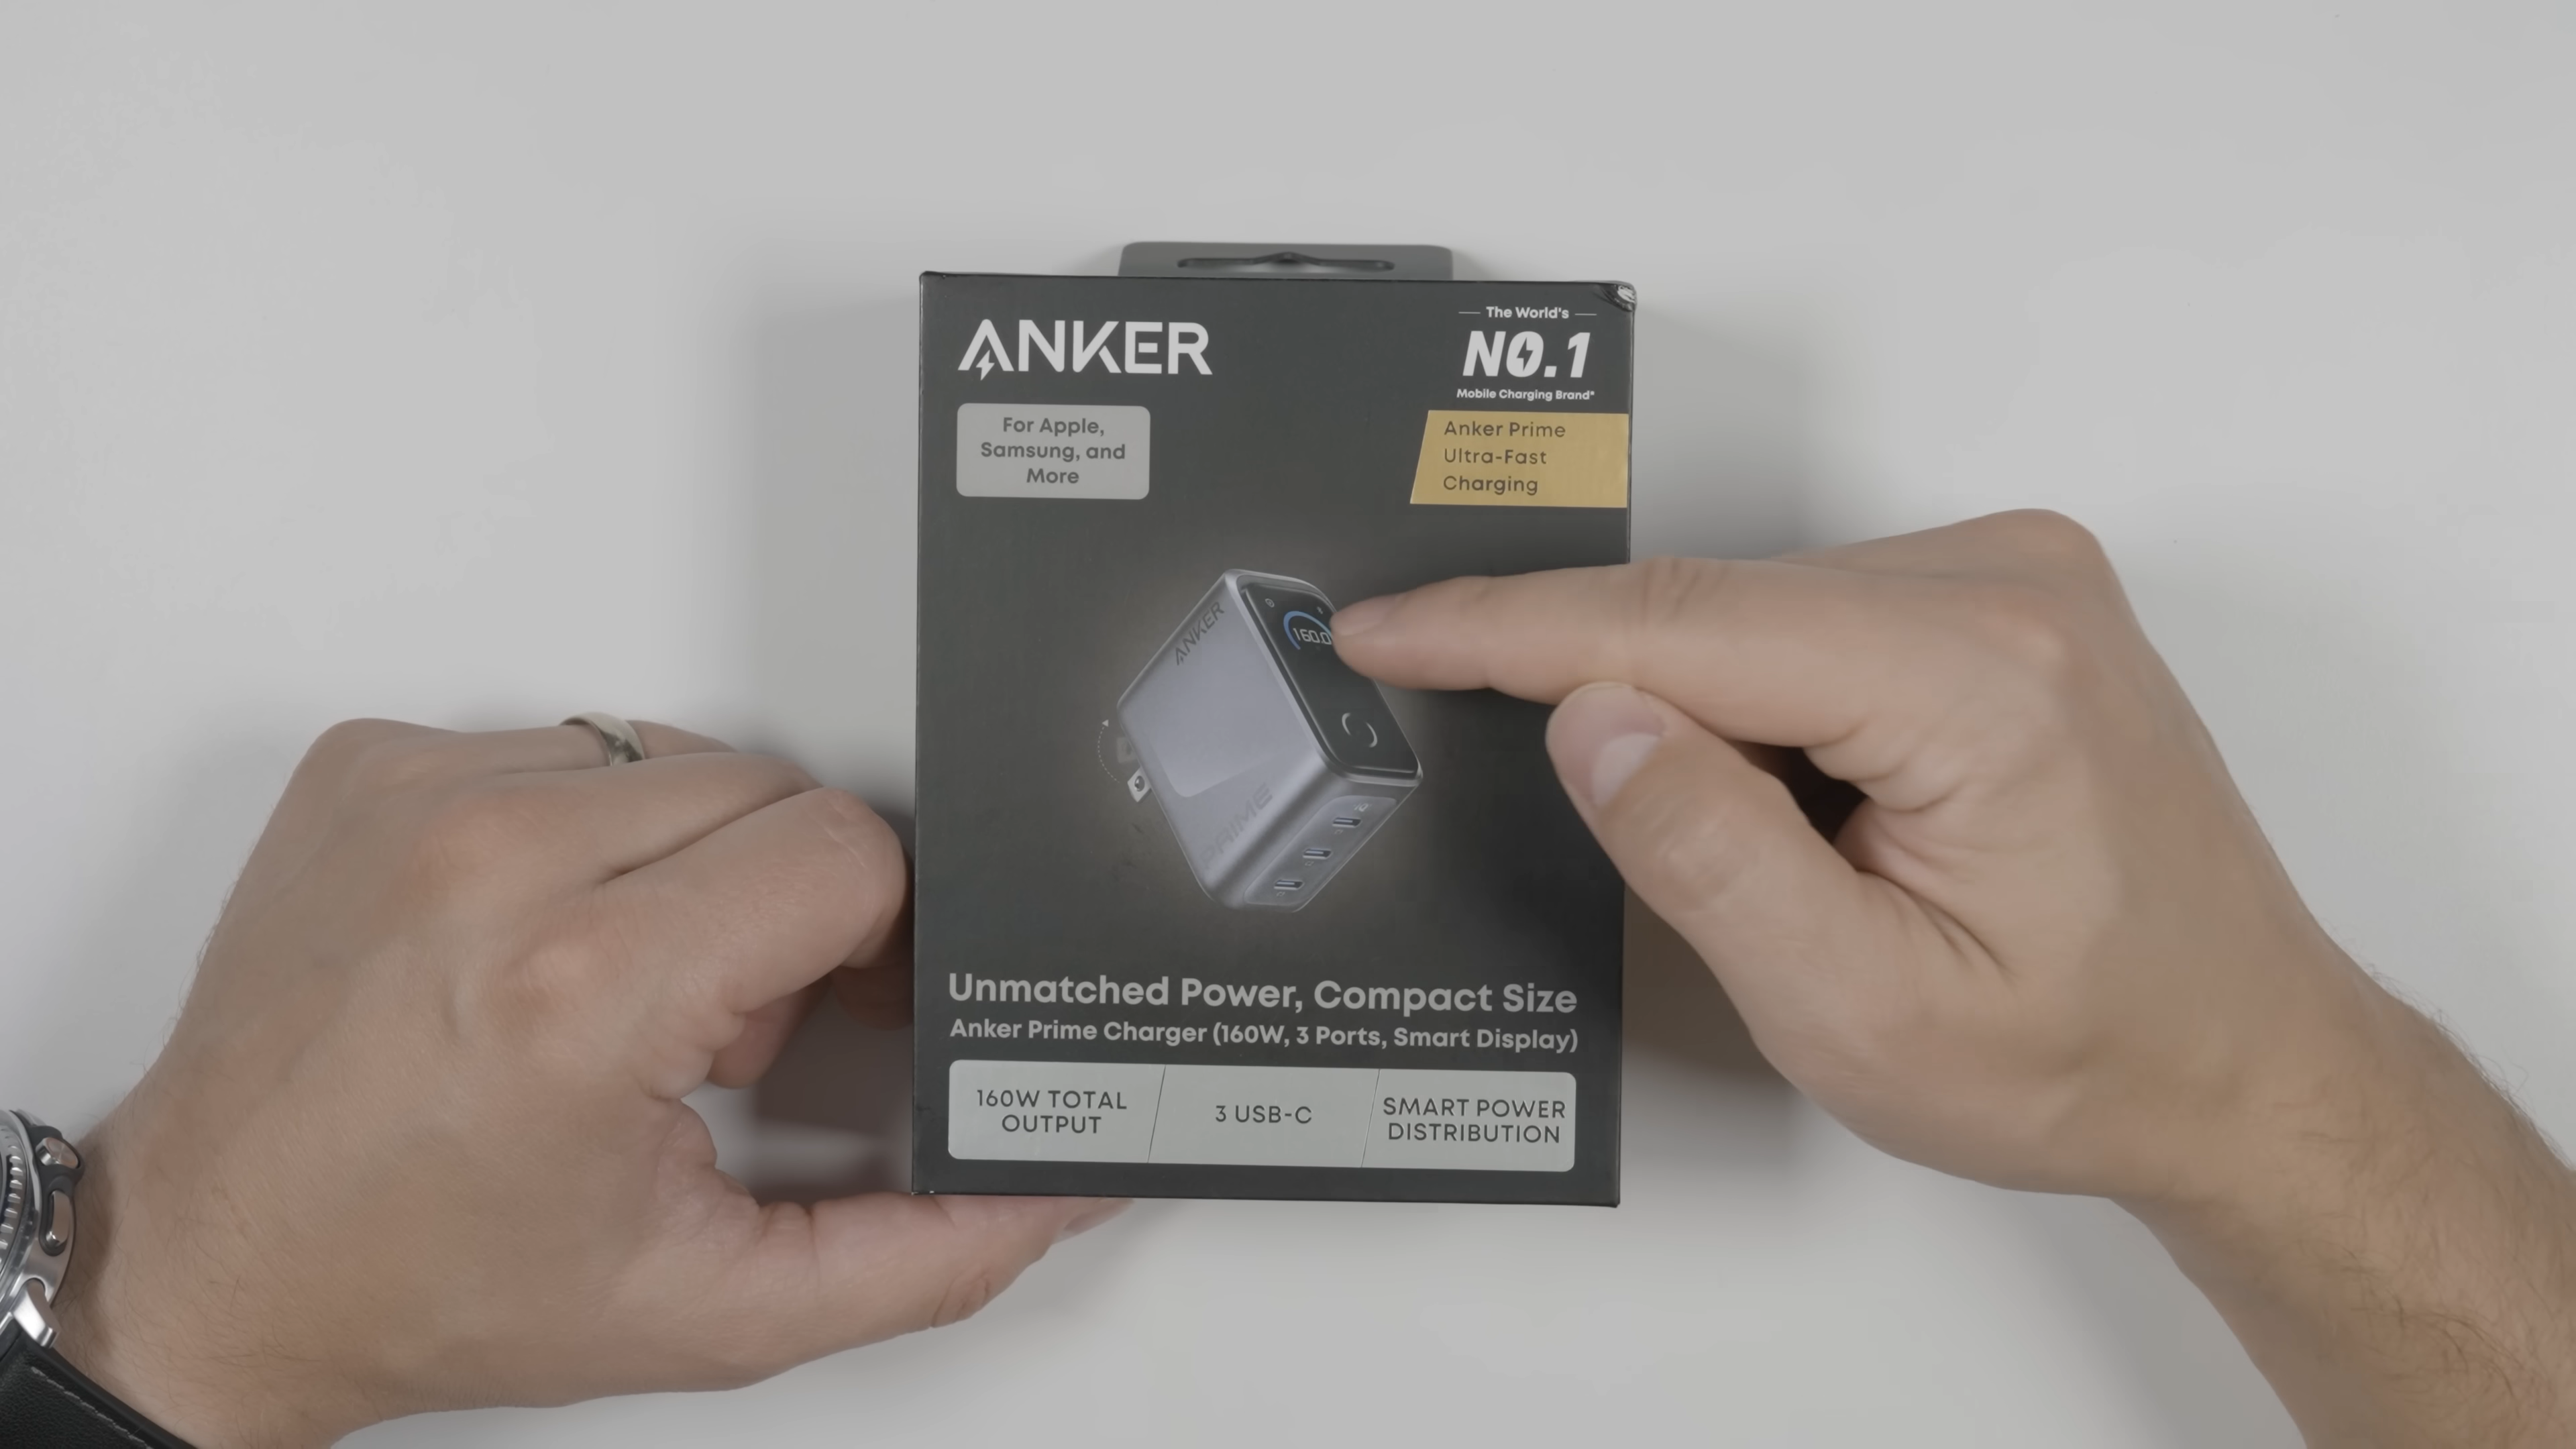 ANKER
The World's
NO.1
Mobile Charging Brand*
For Apple,
Samsung, and
More
Anker Prime
Ultra-Fast
Charging
ANKER
160.0
PRIME
Unmatched Power, Compact Size
Anker Prime Charger (160W, 3 Ports, Smart Display)
160W TOTAL
OUTPUT
3 USB-C
SMART POWER
DISTRIBUTION